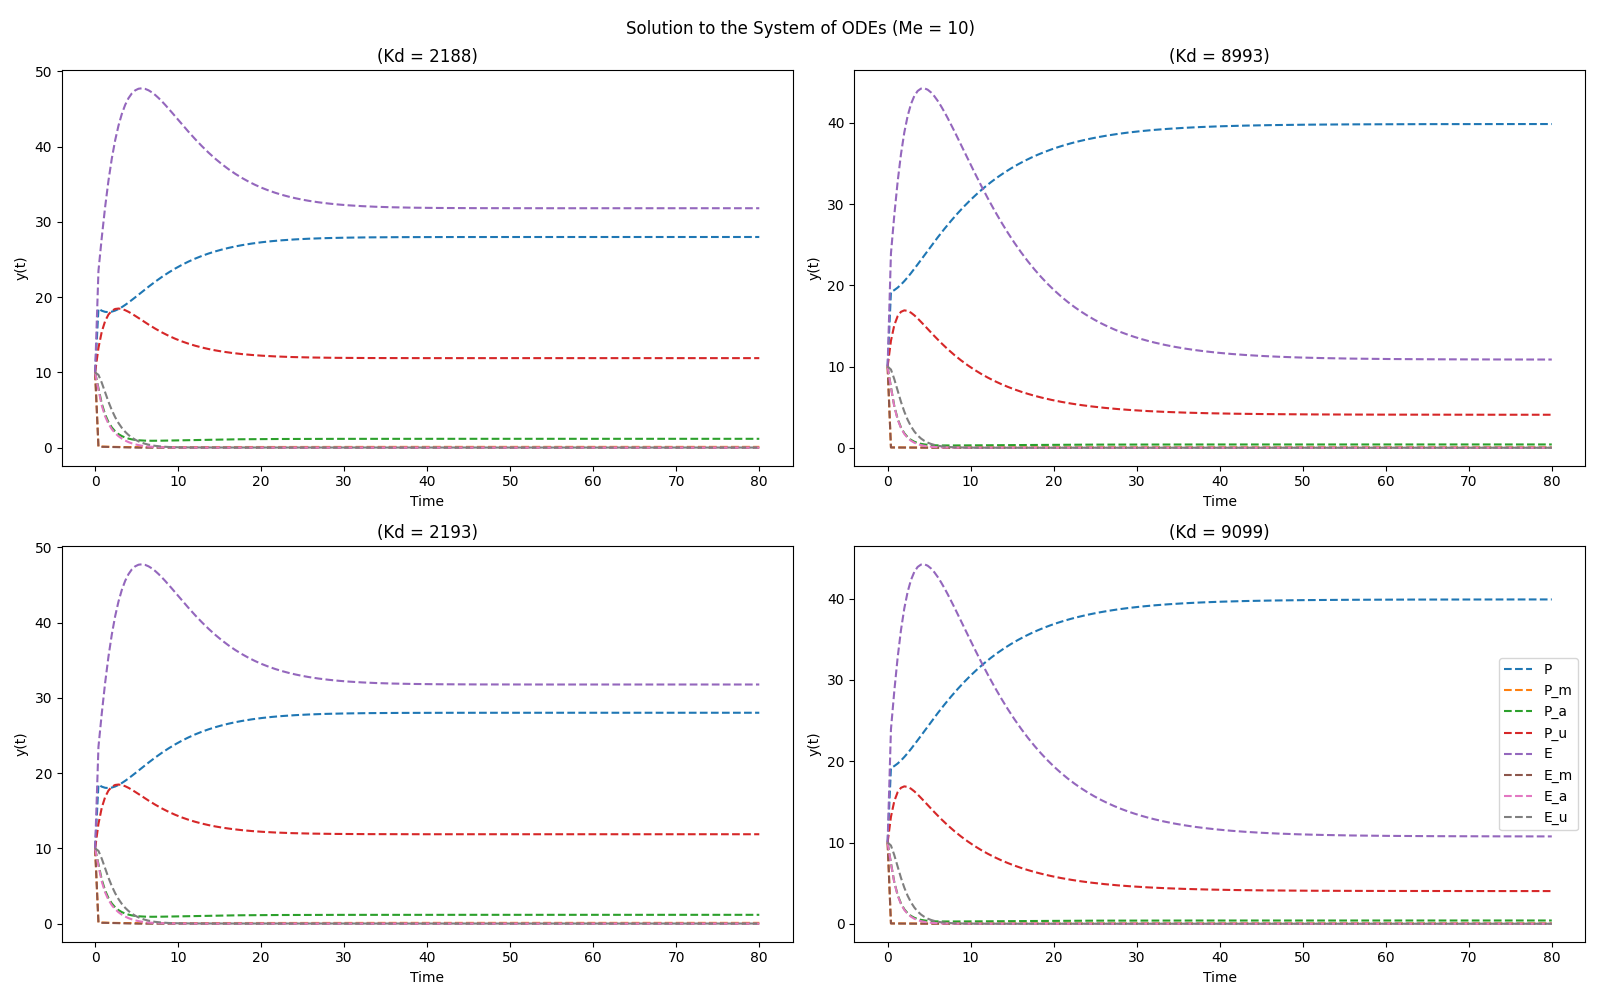 Solution to the System of ODEs (Me = 10)
(Kd = 2188)
50
40
30
20
10
0
y(t)
0 10 20 30 40 50 60 70 80
Time
(Kd = 8993)
40
30
20
10
0
y(t)
0 10 20 30 40 50 60 70 80
Time
(Kd = 2193)
50
40
30
20
10
0
y(t)
0 10 20 30 40 50 60 70 80
Time
(Kd = 9099)
40
30
20
10
0
y(t)
0 10 20 30 40 50 60 70 80
Time
P
P_m
P_a
P_u
E
E_m
E_a
E_u